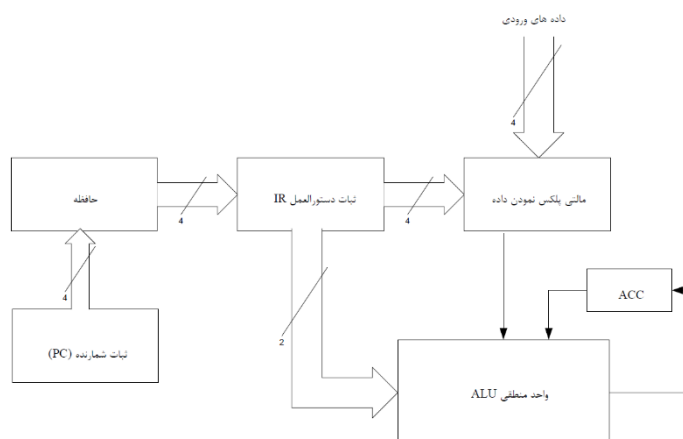 داده های ورودی
4
حافظه
4
ثبات دستورالعمل IR
4
مالتی پلکس نمودن داده
4
ثبات شمارنده (PC)
2
ACC
واحد منطقی ALU